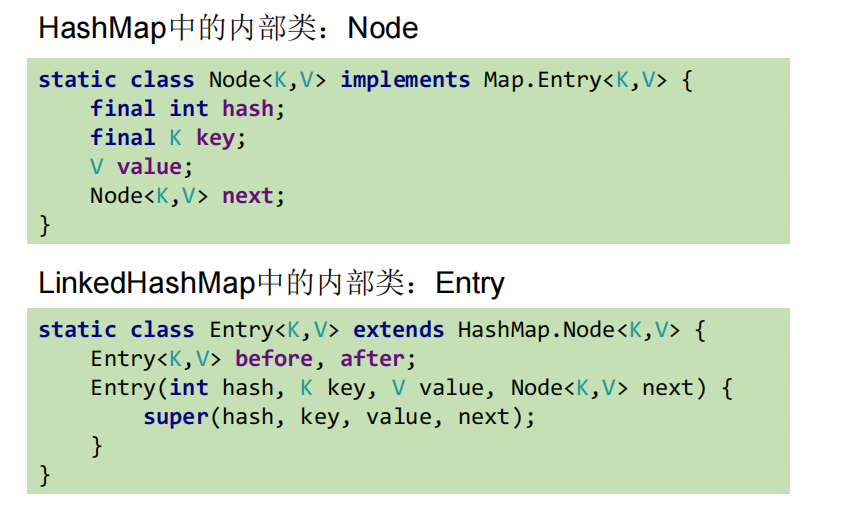 HashMap中的内部类：Node
static class Node<K,V> implements Map.Entry<K,V> {
    final int hash;
    final K key;
    V value;
    Node<K,V> next;
}
LinkedHashMap中的内部类：Entry
static class Entry<K,V> extends HashMap.Node<K,V> {
    Entry<K,V> before, after;
    Entry(int hash, K key, V value, Node<K,V> next) {
        super(hash, key, value, next);
    }
}